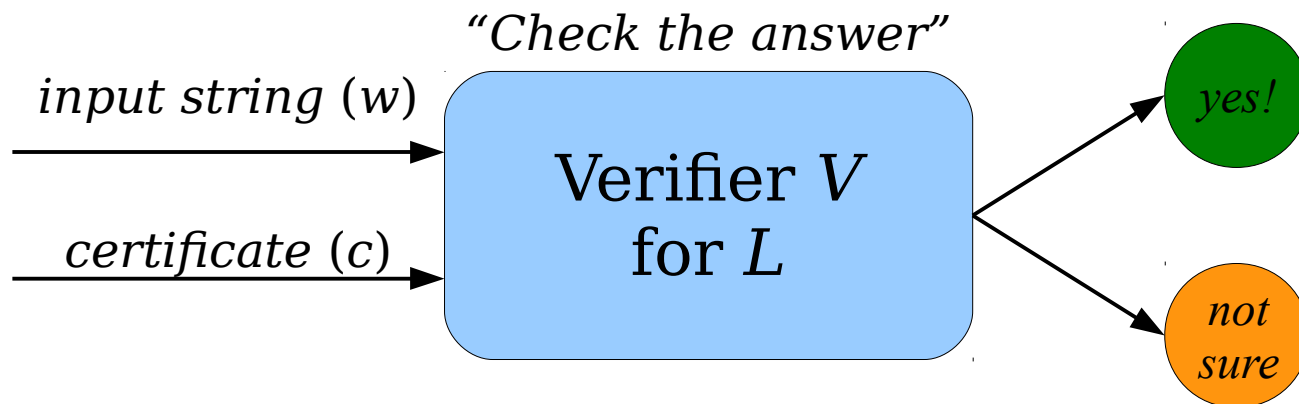 “Check the answer”
input string (w)
certificate (c)
Verifier V
for L
yes!
not
sure